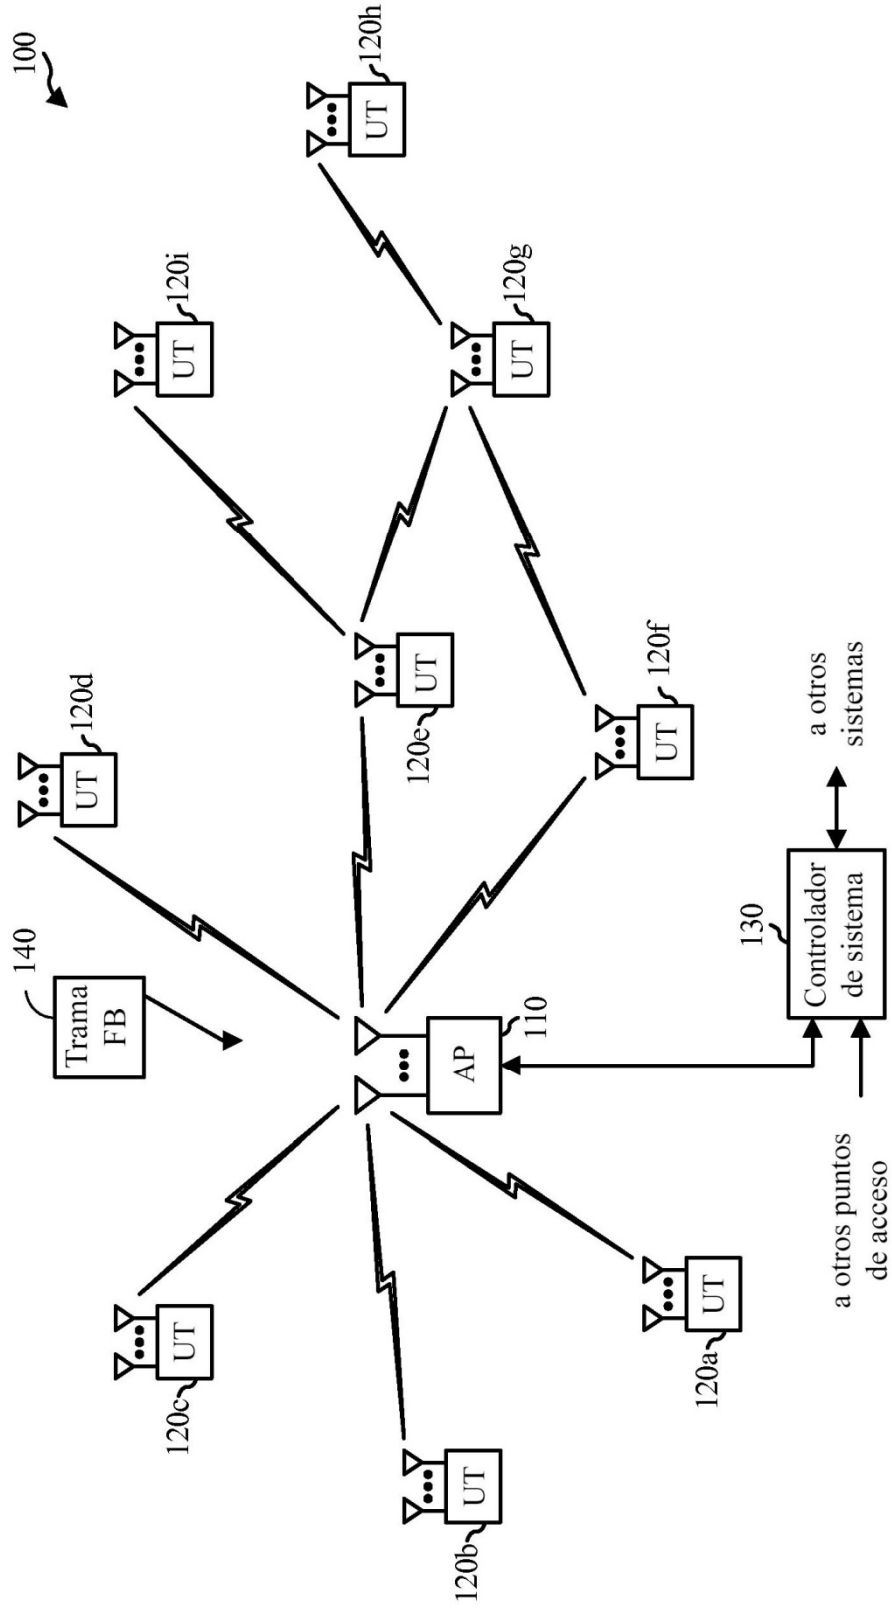 100
120h
UT
120i
UT
120g
UT
120d
UT
120e
UT
120f
UT
140
Trama
FB
110
AP
120c
UT
120b
UT
120a
UT
130
Controlador
de sistema
a otros
sistemas
a otros puntos
de acceso